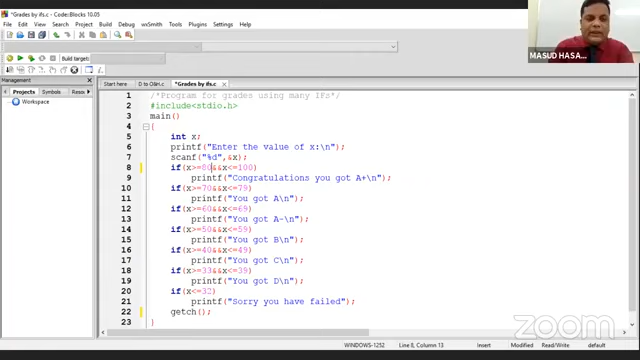 *Grades by ifs.c - Code::Blocks 10.05
File Edit View Search Project Build Debug wxSmith Tools Plugins Settings Help
Build target:
Management
Projects Symbols Resou
Workspace
Start here
*Grades by ifs.c
1 /*Program for grades using many IFs*/
2 #include<stdio.h>
3 main()
4 {
5 int x;
6 printf("Enter the value of x:\n");
7 scanf("%d",&x);
8 if(x>=80&&x<=100)
9 printf("Congratulations you got A+\n");
10 if(x>=70&&x<=79)
11 printf("You got A\n");
12 if(x>=60&&x<=69)
13 printf("You got A-\n");
14 if(x>=50&&x<=59)
15 printf("You got B\n");
16 if(x>=40&&x<=49)
17 printf("You got C\n");
18 if(x>=33&&x<=39)
19 printf("You got D\n");
20 if(x<=32)
21 printf("Sorry you have failed");
22 getch();
23 }
MASUD HASA...
zoom
WINDOWS-1252 Line 8, Column 13 Insert Modified Read/Write default